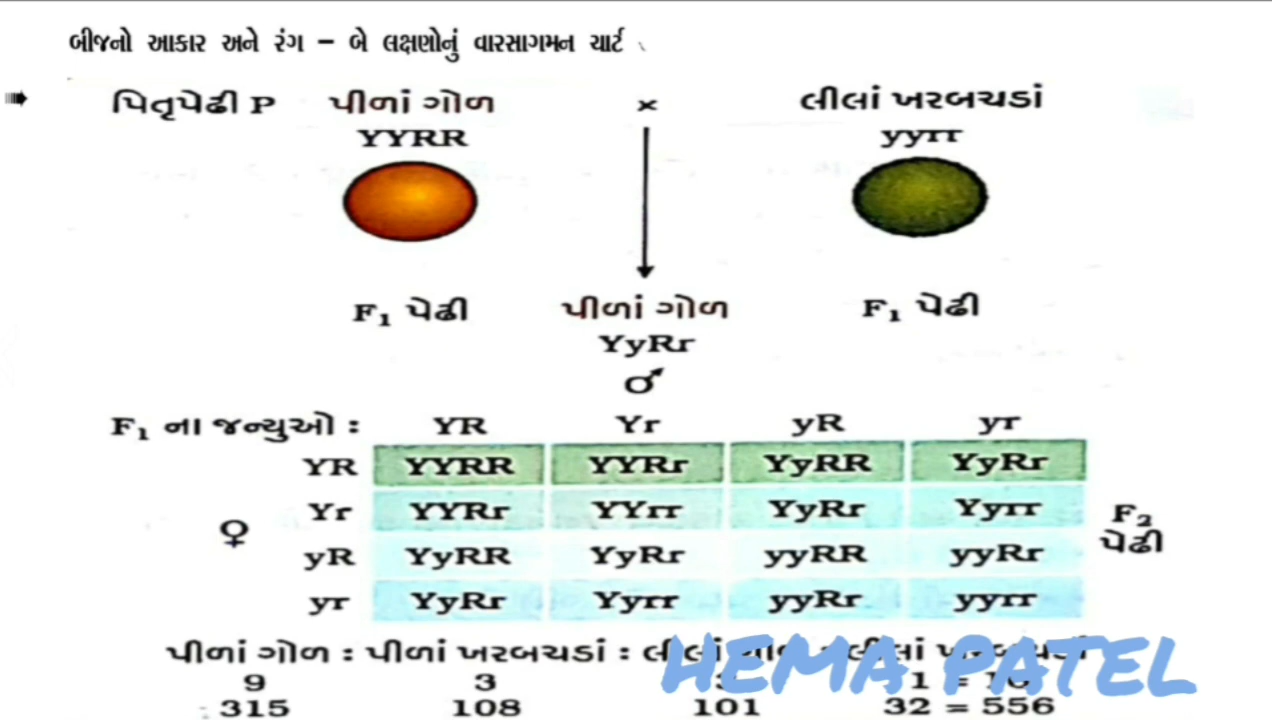 બીજનો આકાર અને રંગ – બે લક્ષણોનું વારસાગમન ચાર્ટ
પિતૃપેઢી P પીળાં ગોળ × લીલાં ખરબચડાં
YYRR yyrr
F₁ પેઢી પીળાં ગોળ F₁ પેઢી
YyRr
♂
F₁ ના જન્યુઓ : YR Yr yR yr
YR YYRR YYRr YyRR YyRr
Yr YYRr YYrr YyRr Yyrr
♀ F₂ પેઢી
yR YyRR YyRr yyRR yyRr
yr YyRr Yyrr yyRr yyrr
પીળાં ગોળ : પીળાં ખરબચડાં :
HEMA PATEL
9 3 1 =
315 108 101 32 = 556